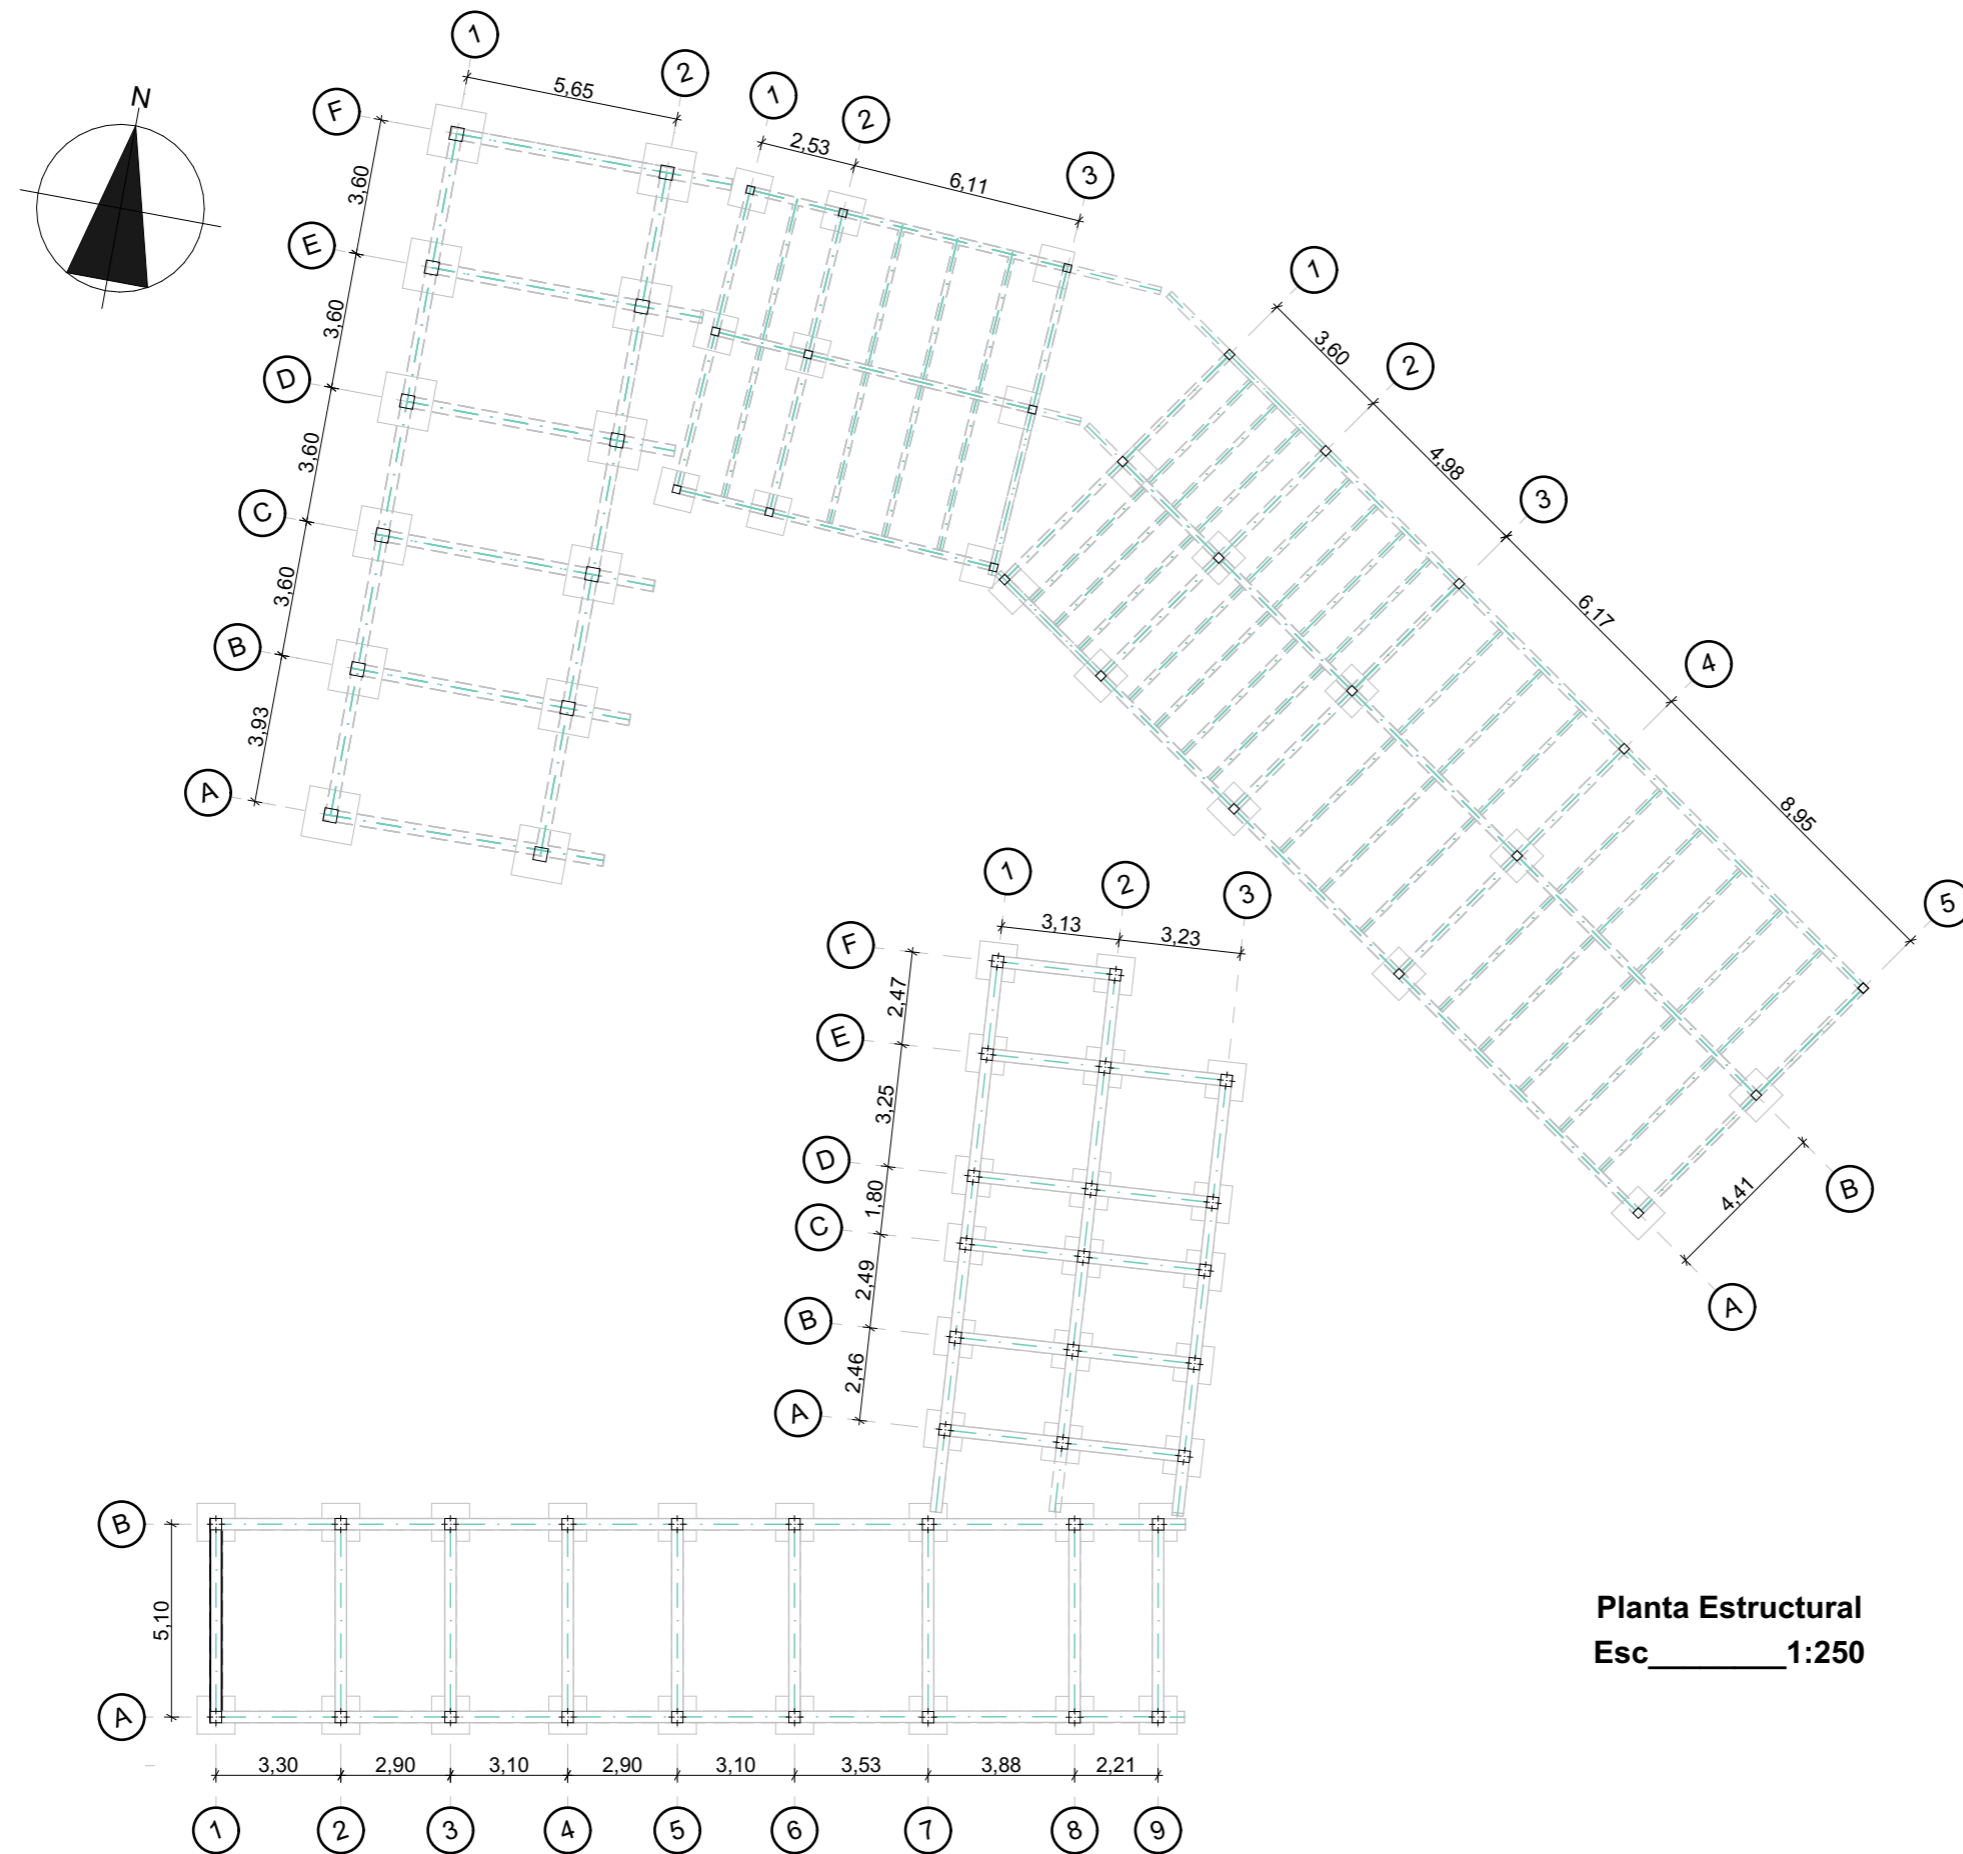 N
1
2
5,65
F
E
D
C
B
A
3,60
3,60
3,60
3,60
3,93
1
2
3
2,53
6,11
1
2
3
4
5
3,60
4,98
6,17
8,95
4,41
B
A
1
2
3
3,13
3,23
F
E
D
C
B
A
2,47
3,25
1,80
2,49
2,46
B
A
5,10
3,30 2,90 3,10 2,90 3,10 3,53 3,88 2,21
1 2 3 4 5 6 7 8 9
Planta Estructural
Esc________1:250